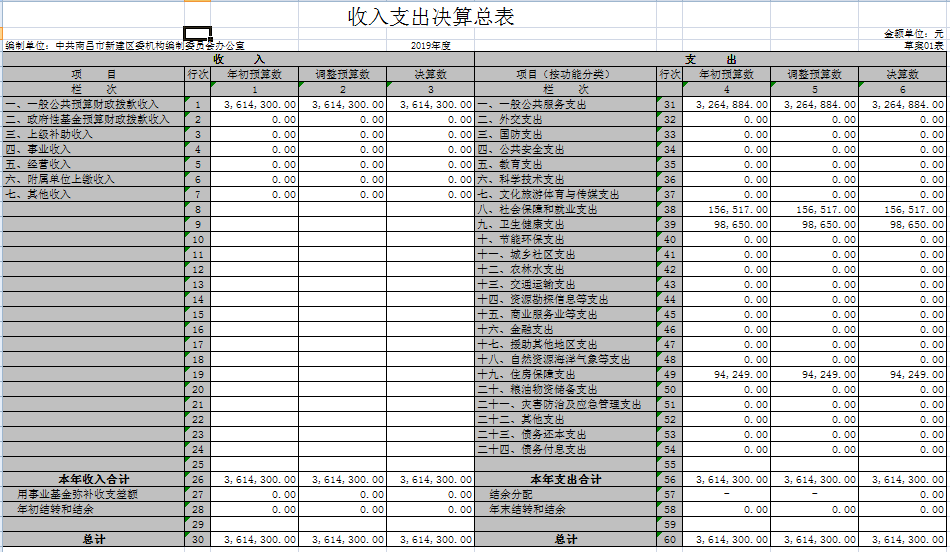 收入支出决算总表
金额单位：元
编制单位：中共南昌市新建区委机构编制委员会办公室 2019年度 草案01表
收 入 支 出
项 目 行次 年初预算数 调整预算数 决算数 项目（按功能分类） 行次 年初预算数 调整预算数 决算数
栏 次 1 2 3 栏 次 4 5 6
一、一般公共预算财政拨款收入 1 3,614,300.00 3,614,300.00 3,614,300.00 一、一般公共服务支出 31 3,264,884.00 3,264,884.00 3,264,884.00
二、政府性基金预算财政拨款收入 2 0.00 0.00 0.00 二、外交支出 32 0.00 0.00 0.00
三、上级补助收入 3 0.00 0.00 0.00 三、国防支出 33 0.00 0.00 0.00
四、事业收入 4 0.00 0.00 0.00 四、公共安全支出 34 0.00 0.00 0.00
五、经营收入 5 0.00 0.00 0.00 五、教育支出 35 0.00 0.00 0.00
六、附属单位上缴收入 6 0.00 0.00 0.00 六、科学技术支出 36 0.00 0.00 0.00
七、其他收入 7 0.00 0.00 0.00 七、文化旅游体育与传媒支出 37 0.00 0.00 0.00
8 八、社会保障和就业支出 38 156,517.00 156,517.00 156,517.00
9 九、卫生健康支出 39 98,650.00 98,650.00 98,650.00
10 十、节能环保支出 40 0.00 0.00 0.00
11 十一、城乡社区支出 41 0.00 0.00 0.00
12 十二、农林水支出 42 0.00 0.00 0.00
13 十三、交通运输支出 43 0.00 0.00 0.00
14 十四、资源勘探信息等支出 44 0.00 0.00 0.00
15 十五、商业服务业等支出 45 0.00 0.00 0.00
16 十六、金融支出 46 0.00 0.00 0.00
17 十七、援助其他地区支出 47 0.00 0.00 0.00
18 十八、自然资源海洋气象等支出 48 0.00 0.00 0.00
19 十九、住房保障支出 49 94,249.00 94,249.00 94,249.00
20 二十、粮油物资储备支出 50 0.00 0.00 0.00
21 二十一、灾害防治及应急管理支出 51 0.00 0.00 0.00
22 二十二、其他支出 52 0.00 0.00 0.00
23 二十三、债务还本支出 53 0.00 0.00 0.00
24 二十四、债务付息支出 54 0.00 0.00 0.00
25 55
本年收入合计 26 3,614,300.00 3,614,300.00 3,614,300.00 本年支出合计 56 3,614,300.00 3,614,300.00 3,614,300.00
用事业基金弥补收支差额 27 0.00 0.00 0.00 结余分配 57 － － 0.00
年初结转和结余 28 0.00 0.00 0.00 年末结转和结余 58 0.00 0.00 0.00
29 59
总计 30 3,614,300.00 3,614,300.00 3,614,300.00 总计 60 3,614,300.00 3,614,300.00 3,614,300.00